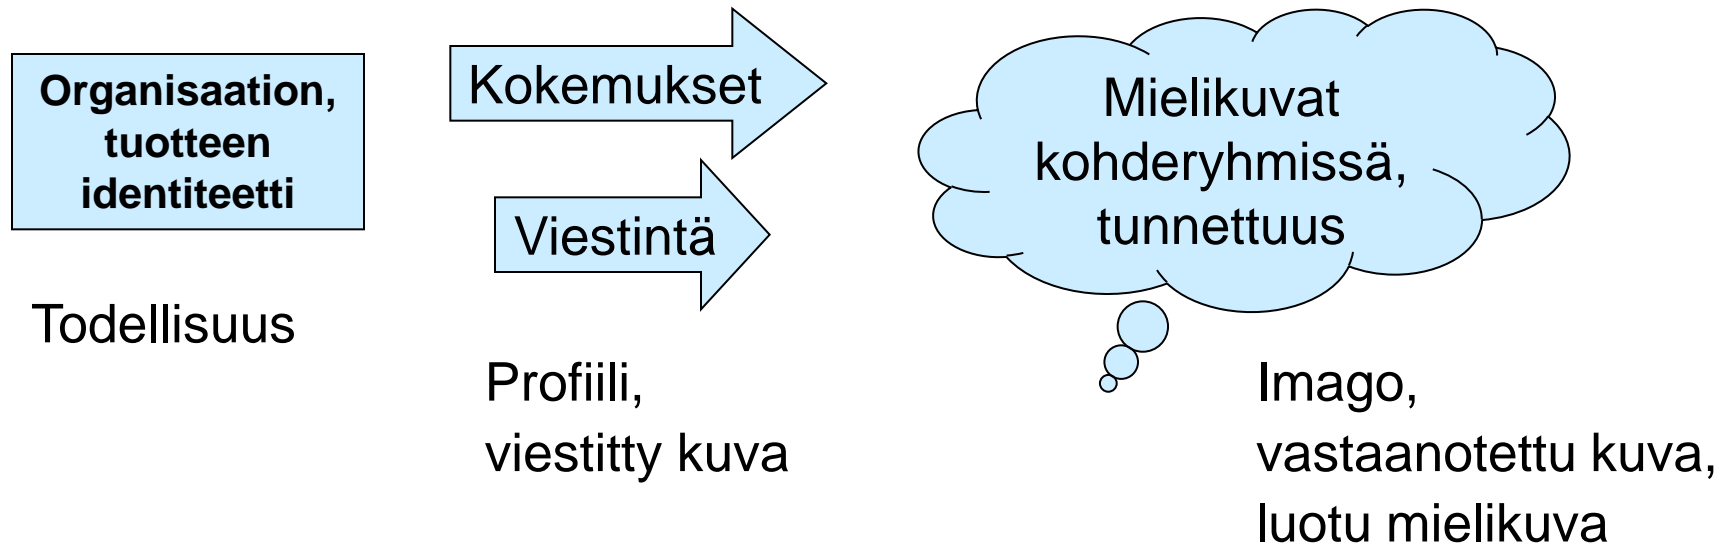 Organisaation,
tuotteen
identiteetti
Todellisuus
Kokemukset
Viestintä
Profiili,
viestitty kuva
Mielikuvat
kohderyhmissä,
tunnettuus
Imago,
vastaanotettu kuva,
luotu mielikuva